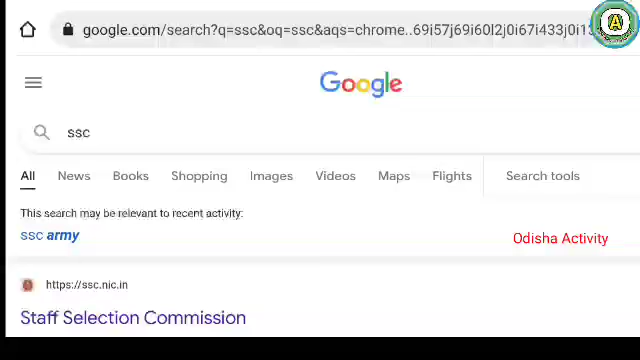 google.com/search?q=ssc&oq=ssc&aqs=chrome..69i57j69i60l2j0i67i433j0i1
A
Google
ssc
All News Books Shopping Images Videos Maps Flights Search tools
This search may be relevant to recent activity:
ssc army
Odisha Activity
https://ssc.nic.in
Staff Selection Commission